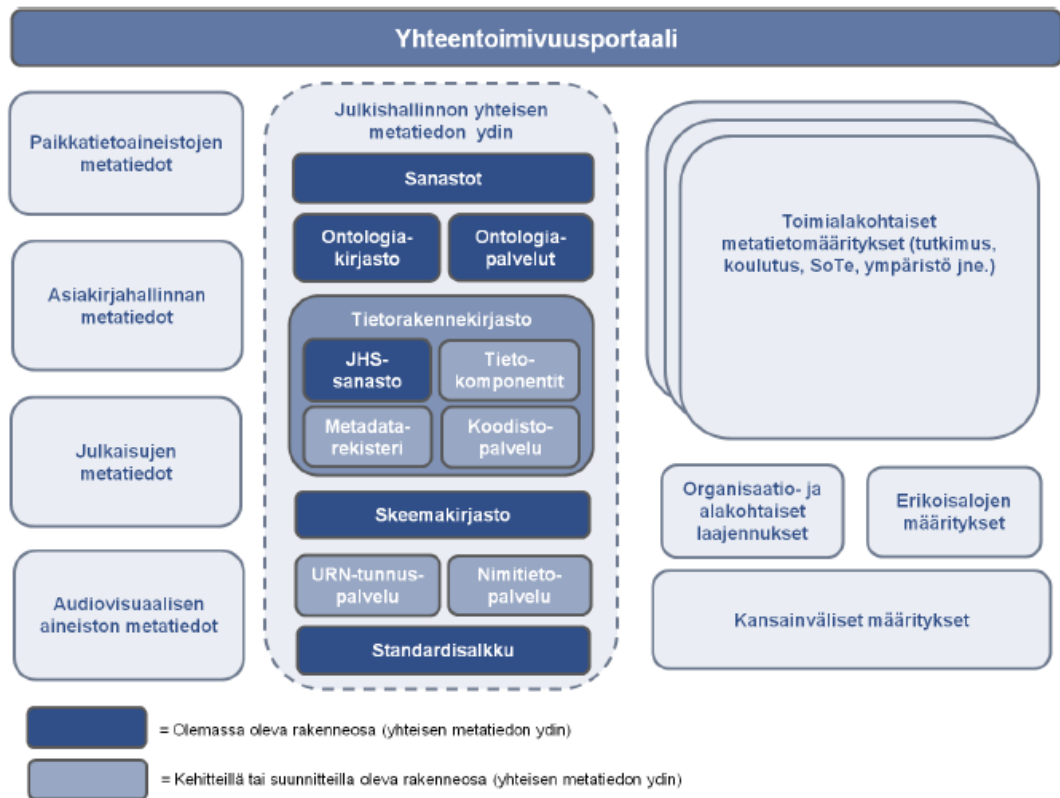 Yhteentoimivuusportaali
Paikkatietoaineistojen
metatiedot
Asiakirjahallinnan
metatiedot
Julkaisujen
metatiedot
Audiovisuaalisen
aineiston metatiedot
Julkishallinnon yhteisen
metatiedon ydin
Sanastot
Ontologia-
kirjasto
Ontologia-
palvelut
Tietorakennekirjasto
JHS-
sanasto
Tieto-
komponentit
Metadata-
rekisteri
Koodisto-
palvelu
Skeemakirjasto
URN-tunnus-
palvelu
Nimitieto-
palvelu
Standardisalkku
Toimialakohtaiset
metatietomääritykset (tutkimus,
koulutus, SoTe, ympäristö jne.)
Organisaatio- ja
alakohtaiset
laajennukset
Erikoisalojen
määritykset
Kansainväliset määritykset
= Olemassa oleva rakenneosa (yhteisen metatiedon ydin)
= Kehitteillä tai suunnitteilla oleva rakenneosa (yhteisen metatiedon ydin)